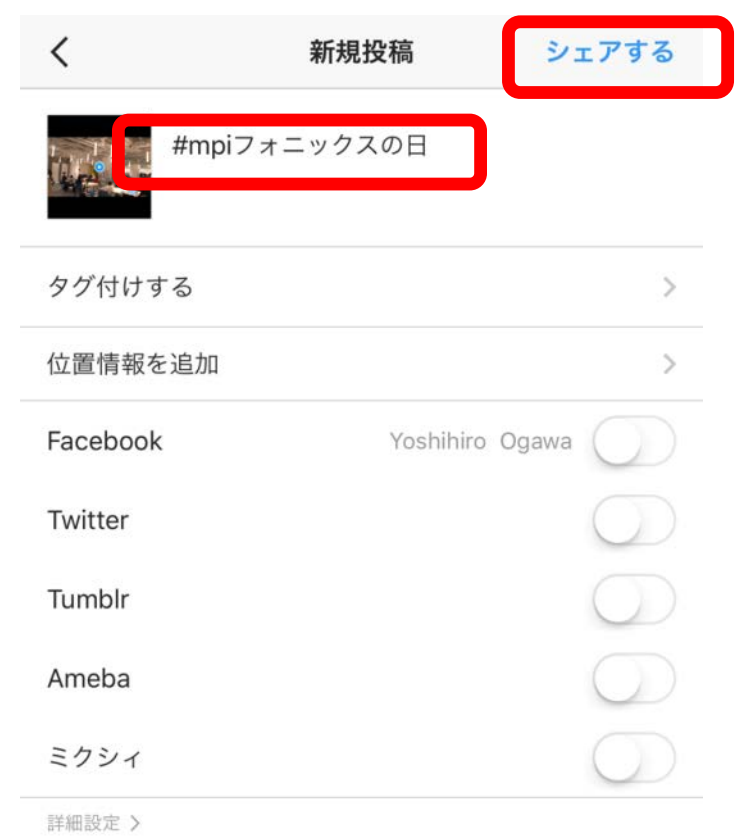 新規投稿 シェアする
#mpiフォニックスの日
タグ付けする
位置情報を追加
Facebook Yoshihiro Ogawa
Twitter
Tumblr
Ameba
ミクシィ
詳細設定